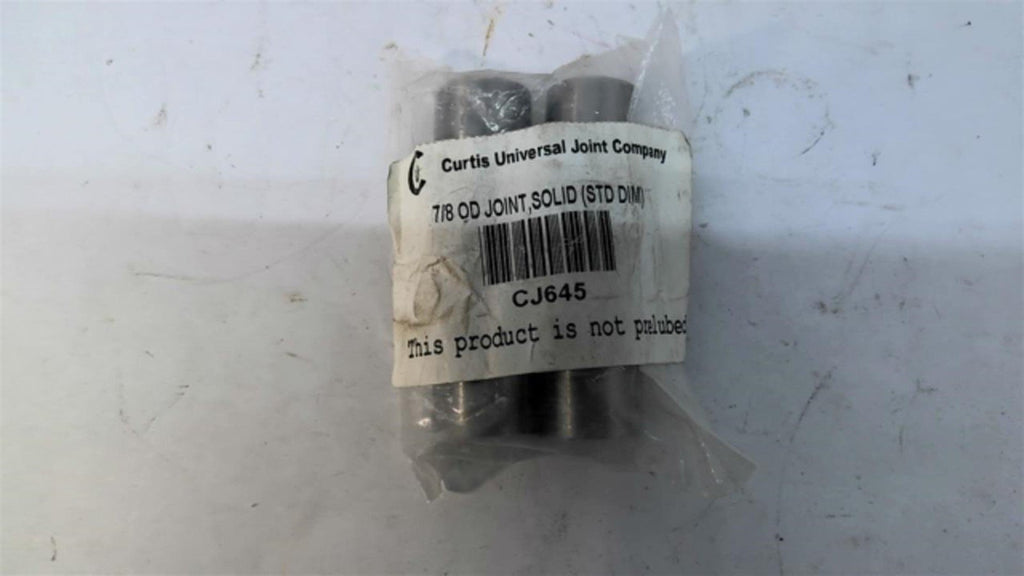 Curtis Universal Joint Company
7/8 OD JOINT,SOLID (STD DIM)
CJ645
This product is not prelubed